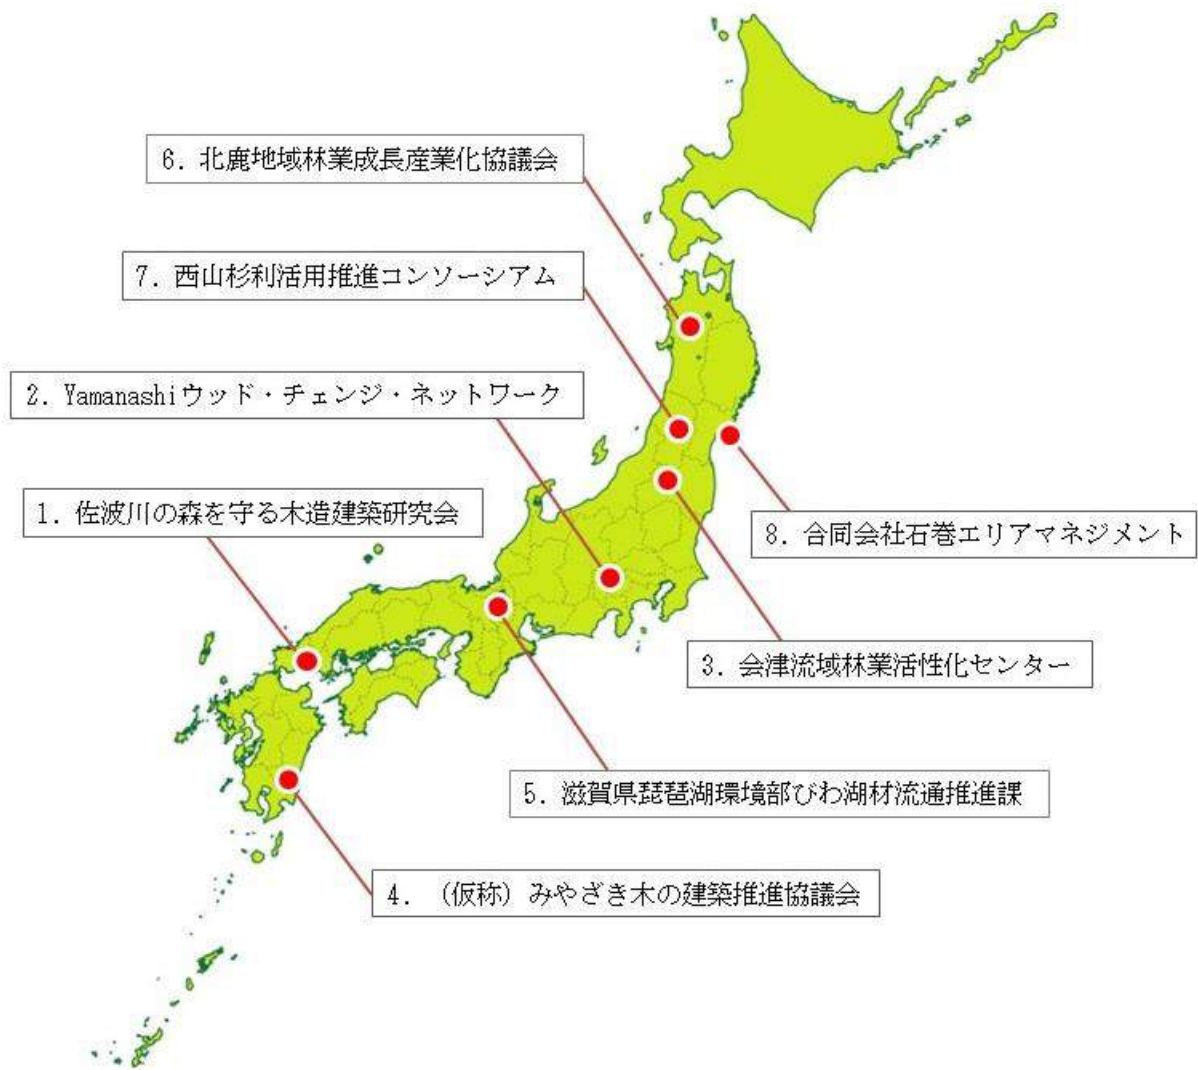 6. 北鹿地域林業成長産業化協議会
7. 西山杉利活用推進コンソーシアム
2. Yamanashiウッド・チェンジ・ネットワーク
1. 佐波川の森を守る木造建築研究会
8. 合同会社石巻エリアマネジメント
3. 会津流域林業活性化センター
5. 滋賀県琵琶湖環境部びわ湖材流通推進課
4. （仮称）みやざき木の建築推進協議会